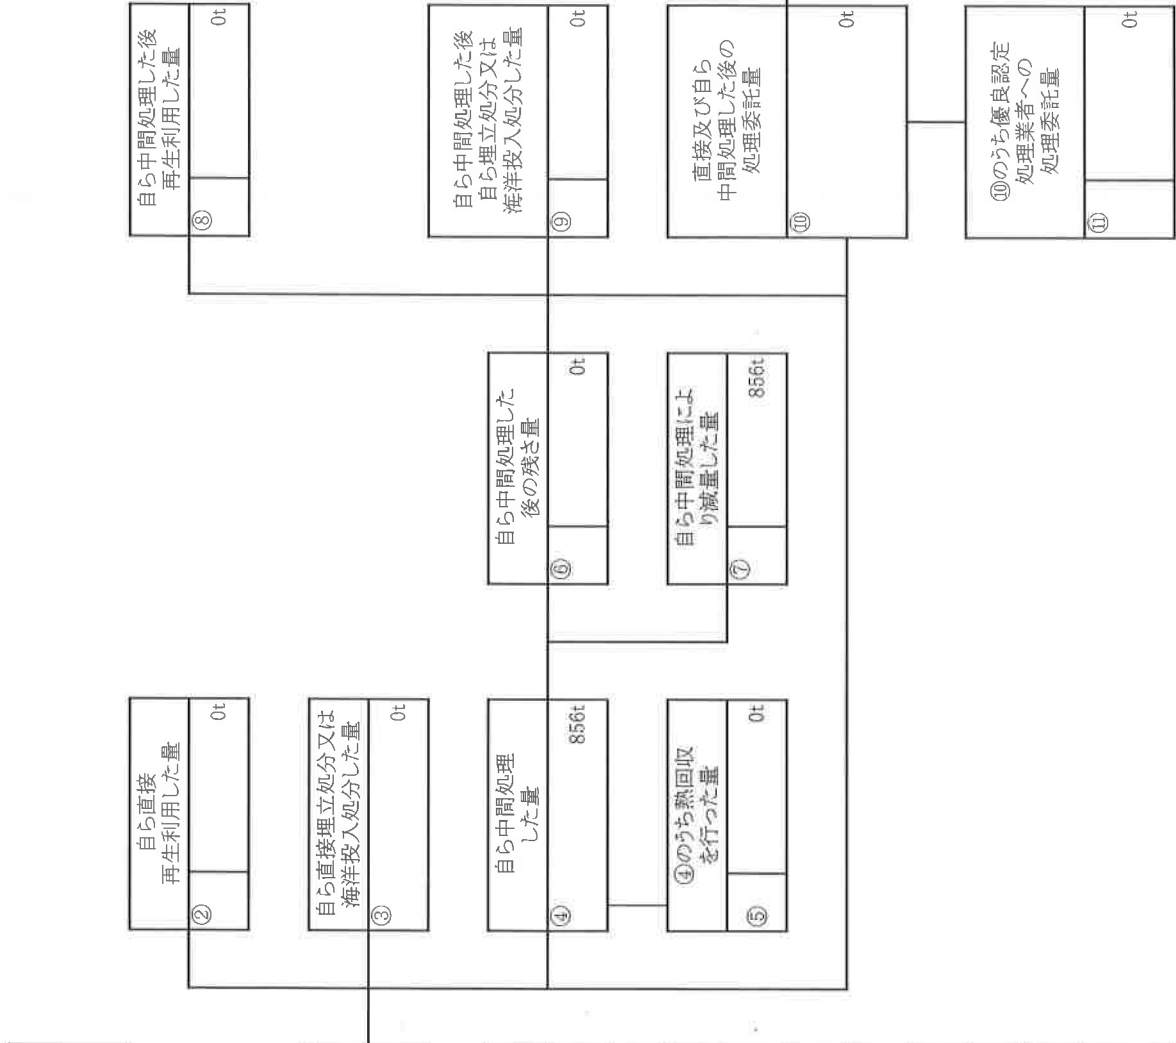 自ら直接
再生利用した量
②
0t
自ら直接埋立処分又は
海洋投入処分した量
③
0t
自ら中間処理
した量
④
856t
④のうち熱回収
を行った量
⑤
0t
自ら中間処理した
後の残さ量
⑥
0t
自ら中間処理によ
り減量した量
⑦
856t
自ら中間処理した後
再生利用した量
⑧
0t
自ら中間処理した後
自ら埋立処分又は
海洋投入処分した量
⑨
0t
直接及び自ら
中間処理した後の
処理委託量
⑩
0t
⑩のうち優良認定
処理業者への
処理委託量
⑪
0t